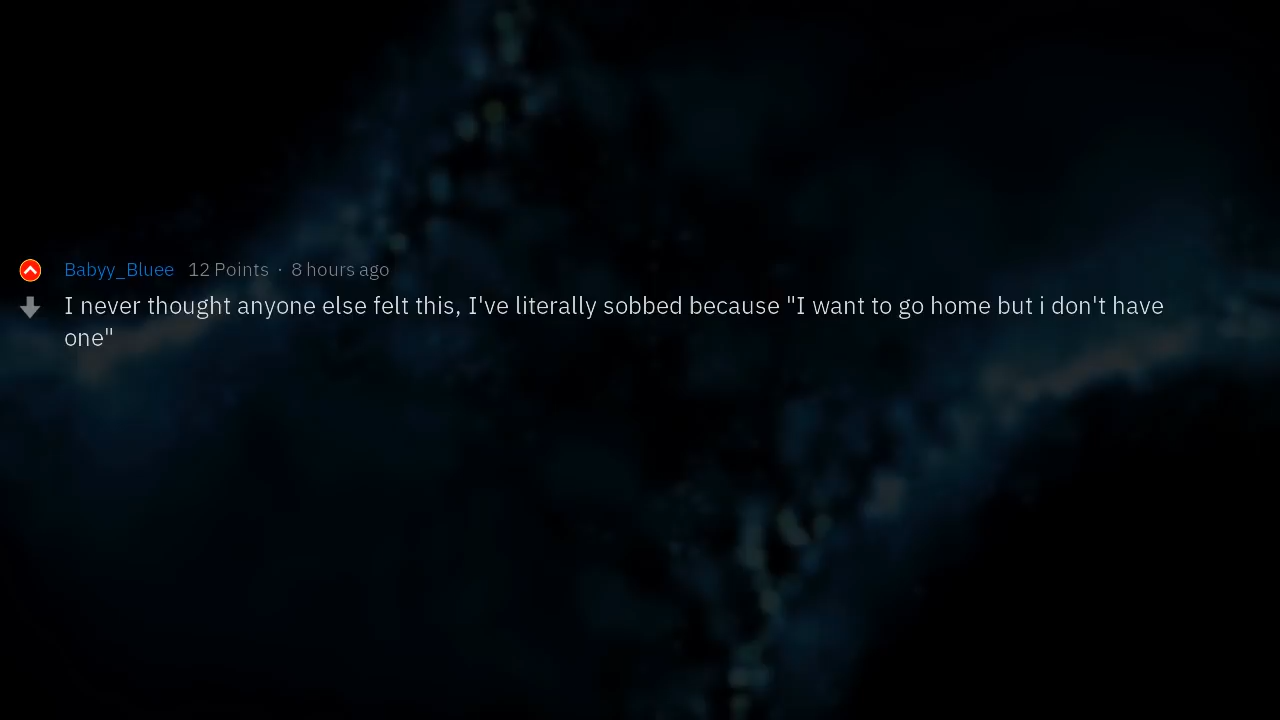 Babyy_Bluee 12 Points · 8 hours ago
I never thought anyone else felt this, I've literally sobbed because "I want to go home but i don't have
one"